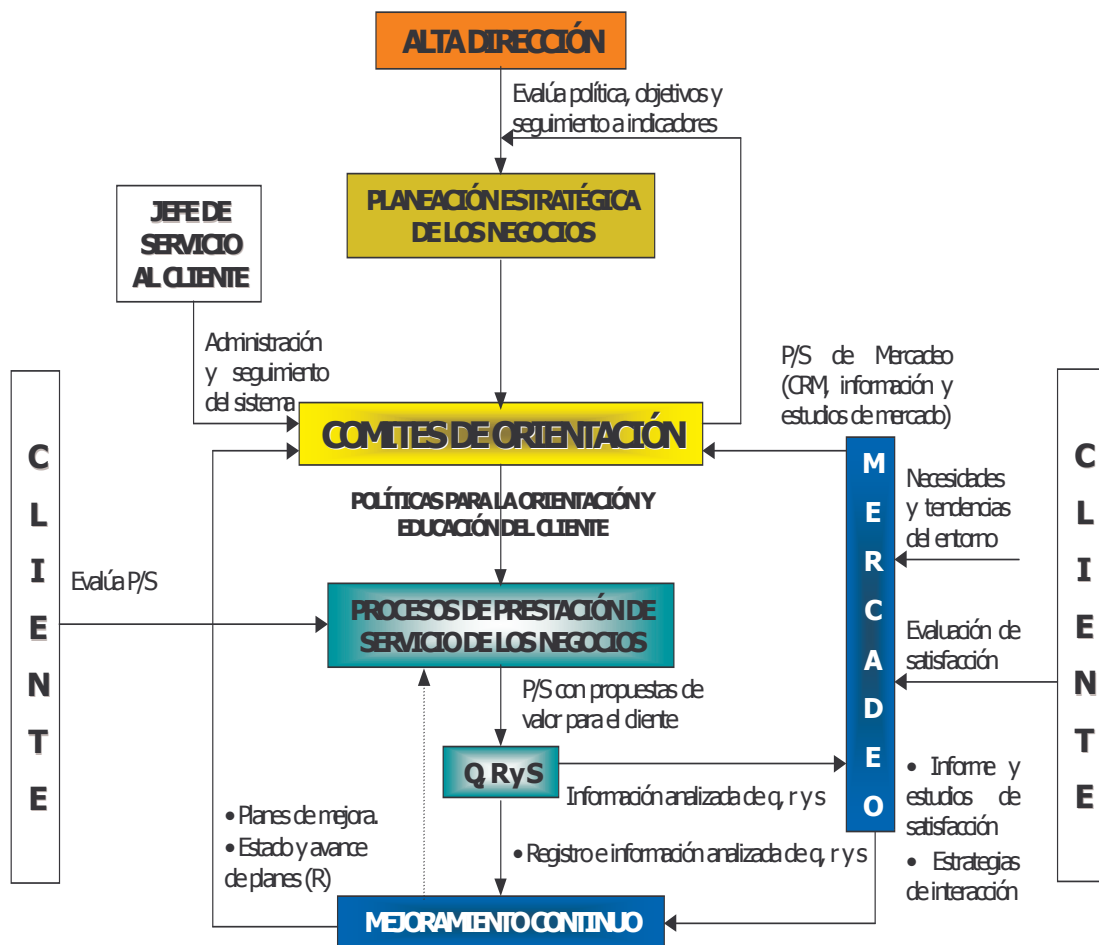 ALTA DIRECCIÓN
Evalúa política, objetivos y
seguimiento a indicadores
PLANEACIÓN ESTRATÉGICA
DE LOS NEGOCIOS
JEFE DE
SERVICIO
AL CLIENTE
Administración
y seguimiento
del sistema
P/S de Mercadeo
(CRM, información y
estudios de mercado)
COMITES DE ORIENTACIÓN
POLÍTICAS PARA LA ORIENTACIÓN Y
EDUCACIÓN DEL CLIENTE
CLIENTE
Evalúa P/S
PROCESOS DE PRESTACIÓN DE
SERVICIO DE LOS NEGOCIOS
P/S con propuestas de
valor para el cliente
Q, R y S
Información analizada de q, r y s
MERCADEO
Necesidades
y tendencias
del entorno
Evaluación de
satisfacción
CLIENTE
• Informe y
estudios de
satisfacción
• Estrategias
de interacción
• Planes de mejora.
• Estado y avance
de planes (R)
• Registro e información analizada de q, r y s
MEJORAMIENTO CONTINUO